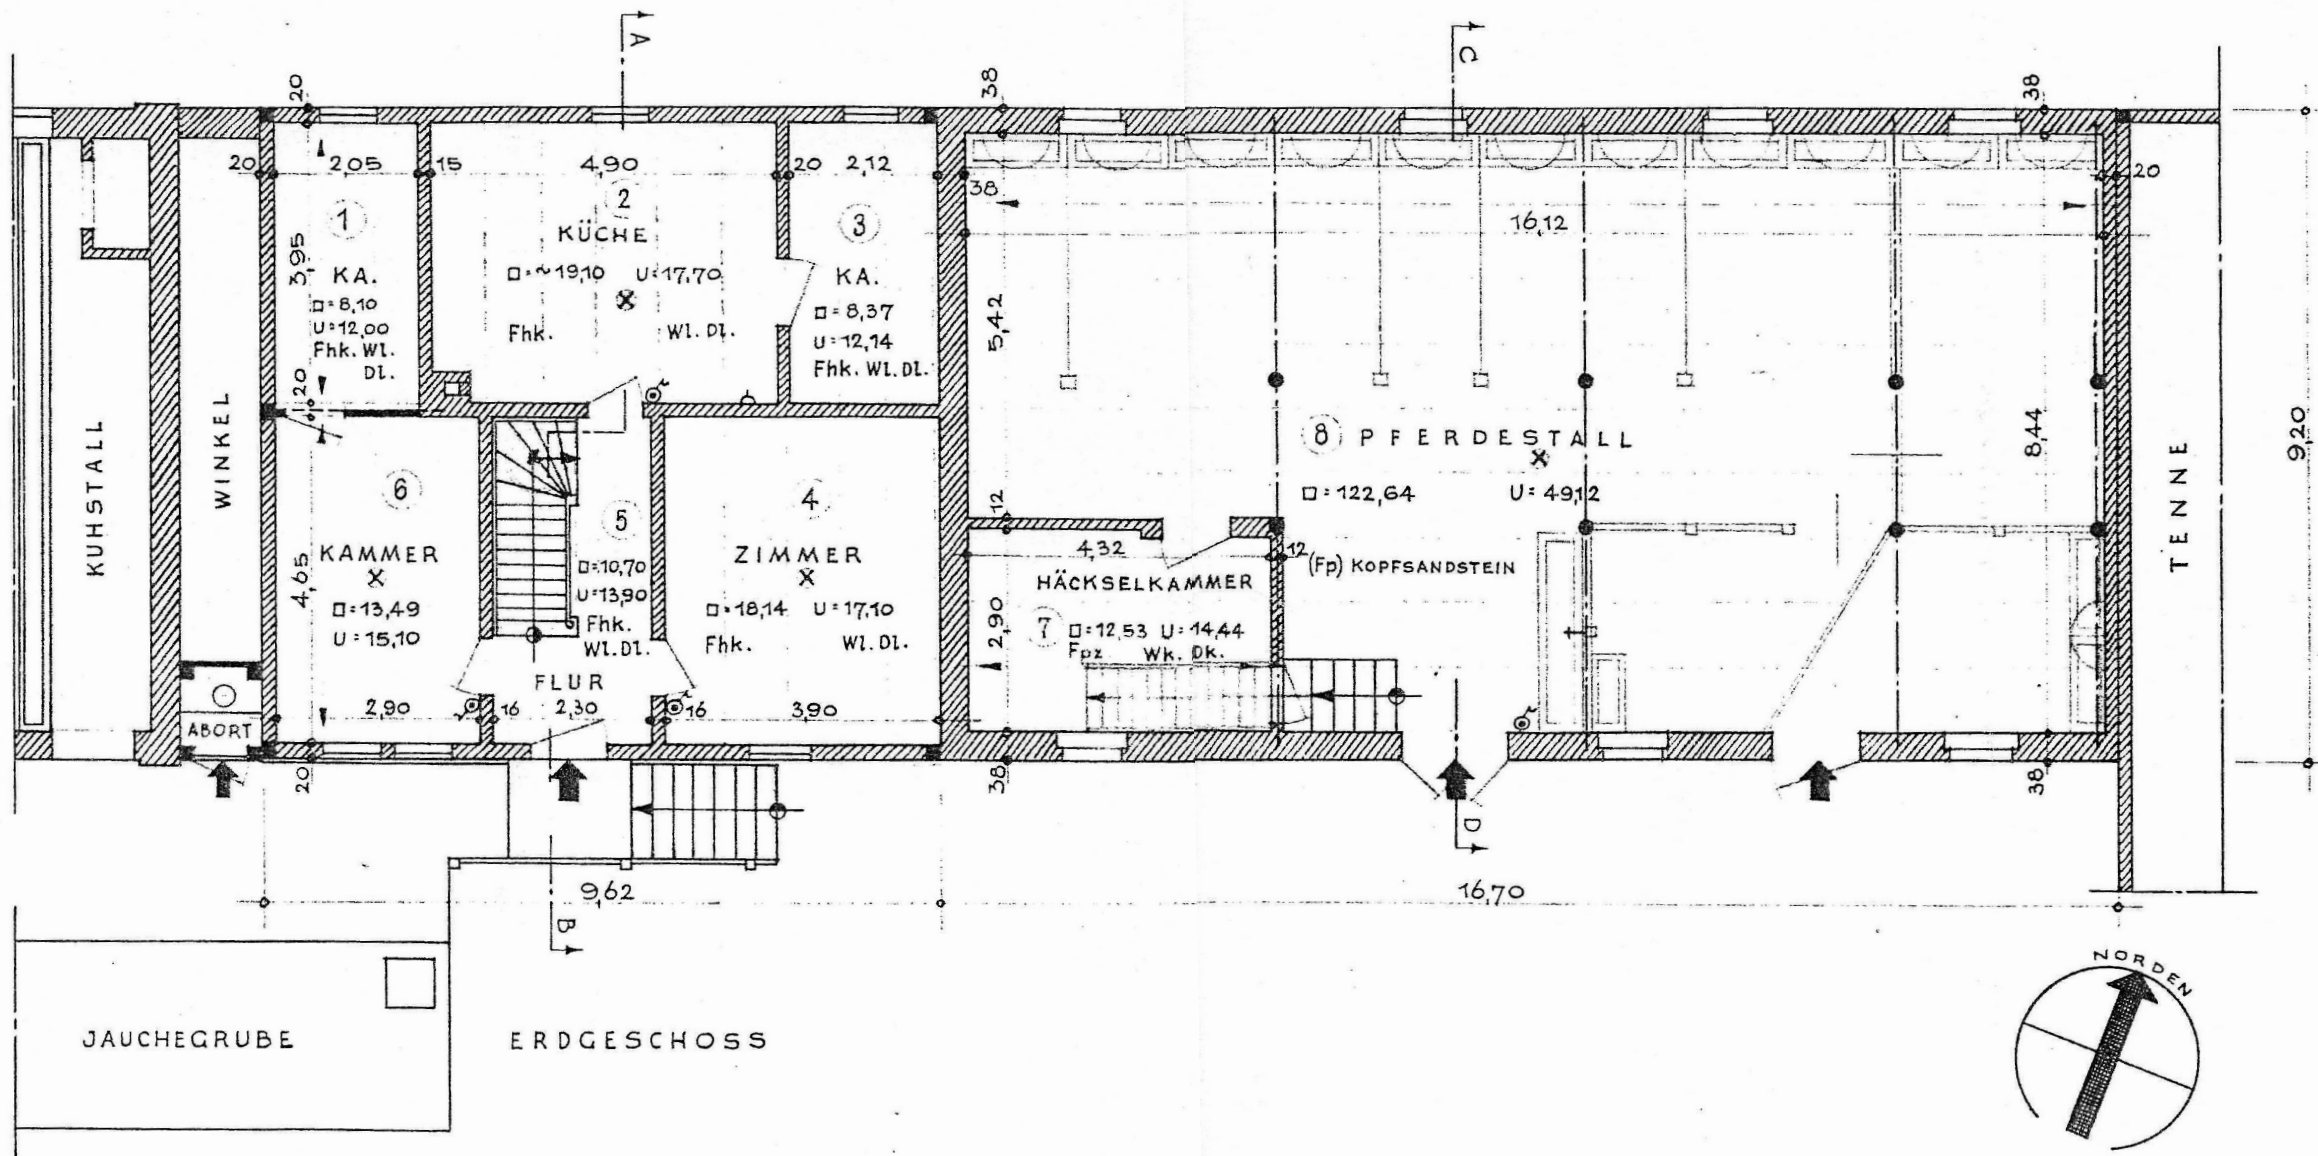 A
C
20
38
38
20
2,05
15
4,90
20
2,12
38
20
16,12
1
2
KÜCHE
3
3,95
KA.
□=8,10
U=12,00
Fhk. Wl.
Dl.
□=~19,10 U=17,70
Fhk. Wl. Dl.
KA.
□=8,37
U=12,14
Fhk. Wl. Dl.
5,42
20
9,20
KUHSTALL
WINKEL
8 PFERDESTALL
□=122,64 U=49,12
8,44
TENNE
6
KAMMER
□=13,49
U=15,10
4,65
5
□=10,70
U=13,90
Fhk.
Wl. Dl.
FLUR
4
ZIMMER
□=18,14 U=17,10
Fhk. Wl. Dl.
12
4,32
12
(Fp) KOPFSANDSTEIN
HÄCKSELKAMMER
7 □=12,53 U=14,44
Fpz Wk. Dk.
2,90
ABORT
2,90
16
2,30
16
3,90
20
38
38
D
9,62
16,70
B
NORDEN
JAUCHEGRUBE
ERDGESCHOSS